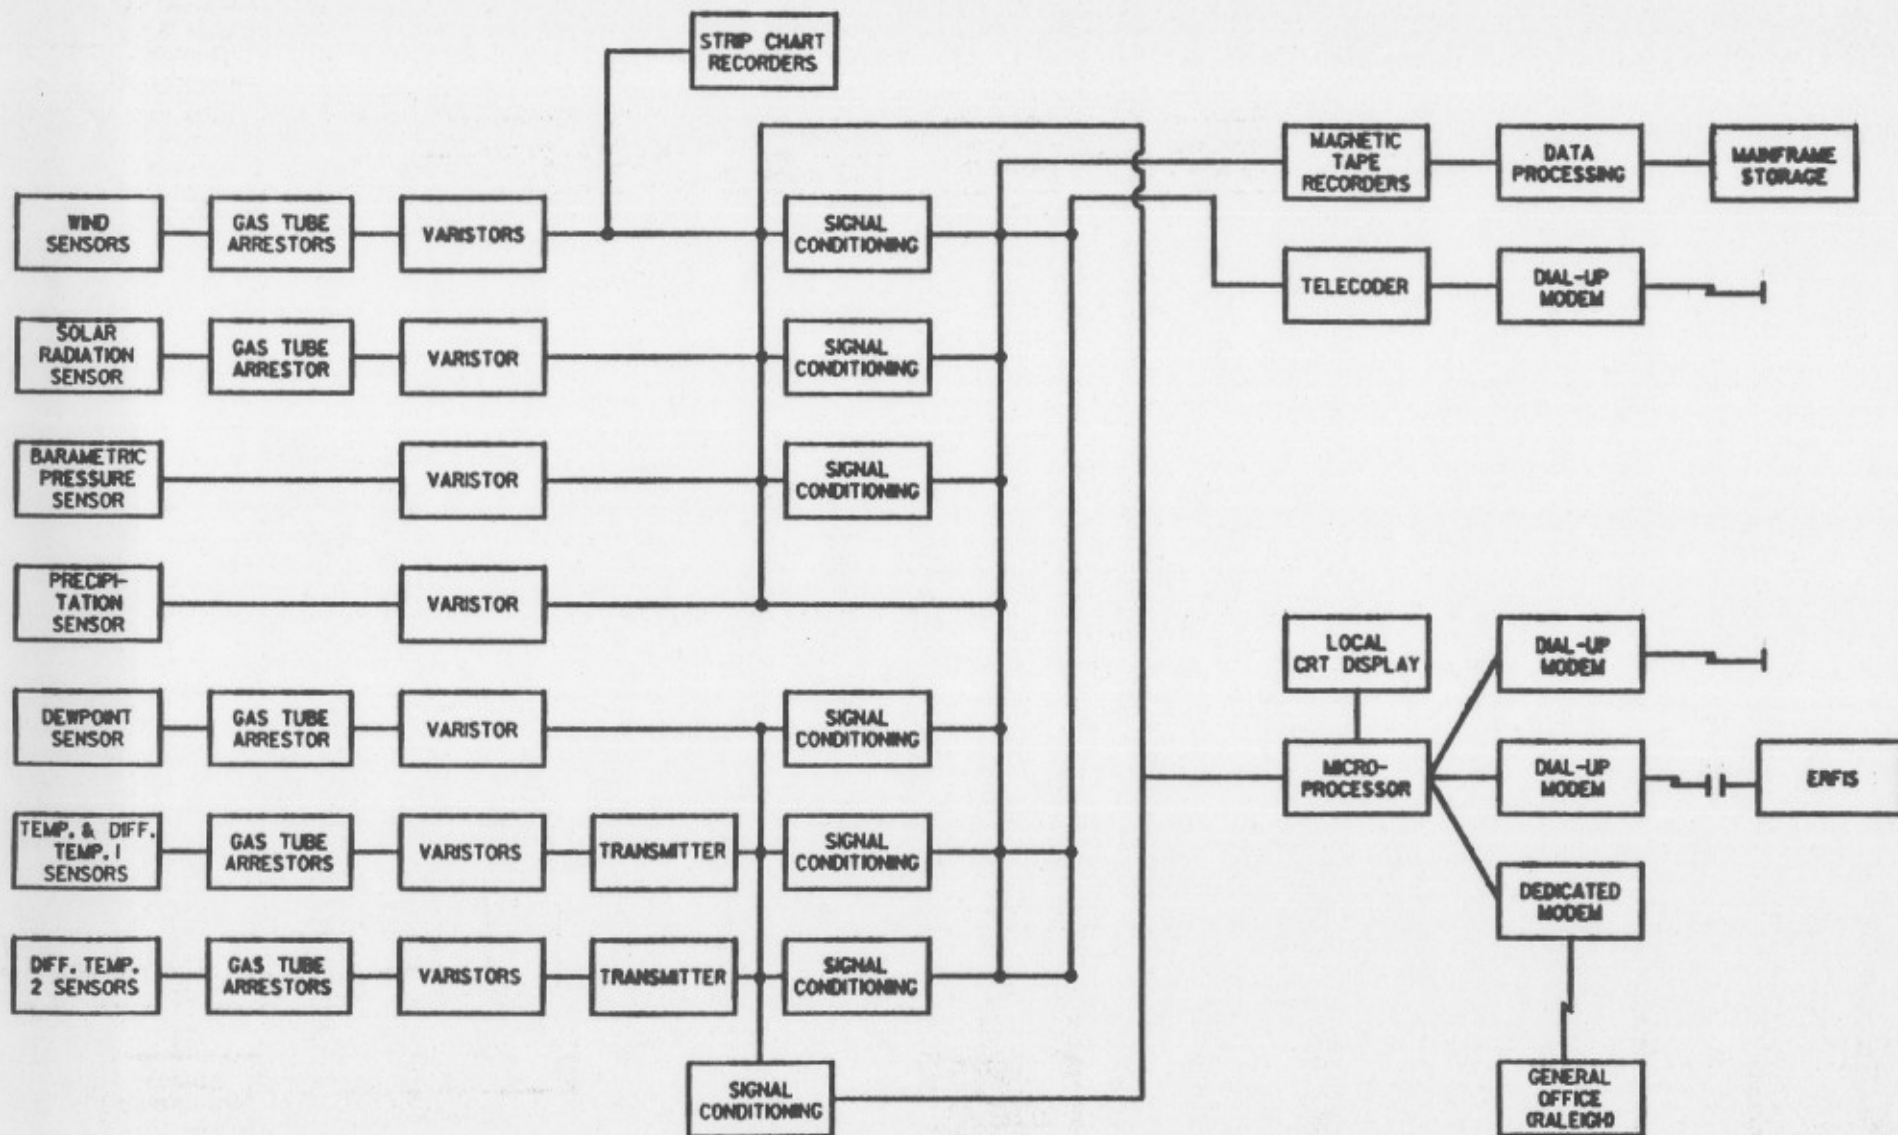 STRIP CHART
RECORDERS
MAGNETIC
TAPE
RECORDERS
DATA
PROCESSING
MAINFRAME
STORAGE
WIND
SENSORS
GAS TUBE
ARRESTORS
VARISTORS
SIGNAL
CONDITIONING
TELECODER
DIAL-UP
MODEM
SOLAR
RADIATION
SENSOR
GAS TUBE
ARRESTOR
VARISTOR
SIGNAL
CONDITIONING
BARAMETRIC
PRESSURE
SENSOR
VARISTOR
SIGNAL
CONDITIONING
PRECIPI-
TATION
SENSOR
VARISTOR
LOCAL
CRT DISPLAY
DIAL-UP
MODEM
DEWPOINT
SENSOR
GAS TUBE
ARRESTOR
VARISTOR
SIGNAL
CONDITIONING
MICRO-
PROCESSOR
DIAL-UP
MODEM
ERFIS
TEMP. & DIFF.
TEMP. 1
SENSORS
GAS TUBE
ARRESTORS
VARISTORS
TRANSMITTER
SIGNAL
CONDITIONING
DEDICATED
MODEM
DIFF. TEMP.
2 SENSORS
GAS TUBE
ARRESTORS
VARISTORS
TRANSMITTER
SIGNAL
CONDITIONING
SIGNAL
CONDITIONING
GENERAL
OFFICE
(RALEIGH)